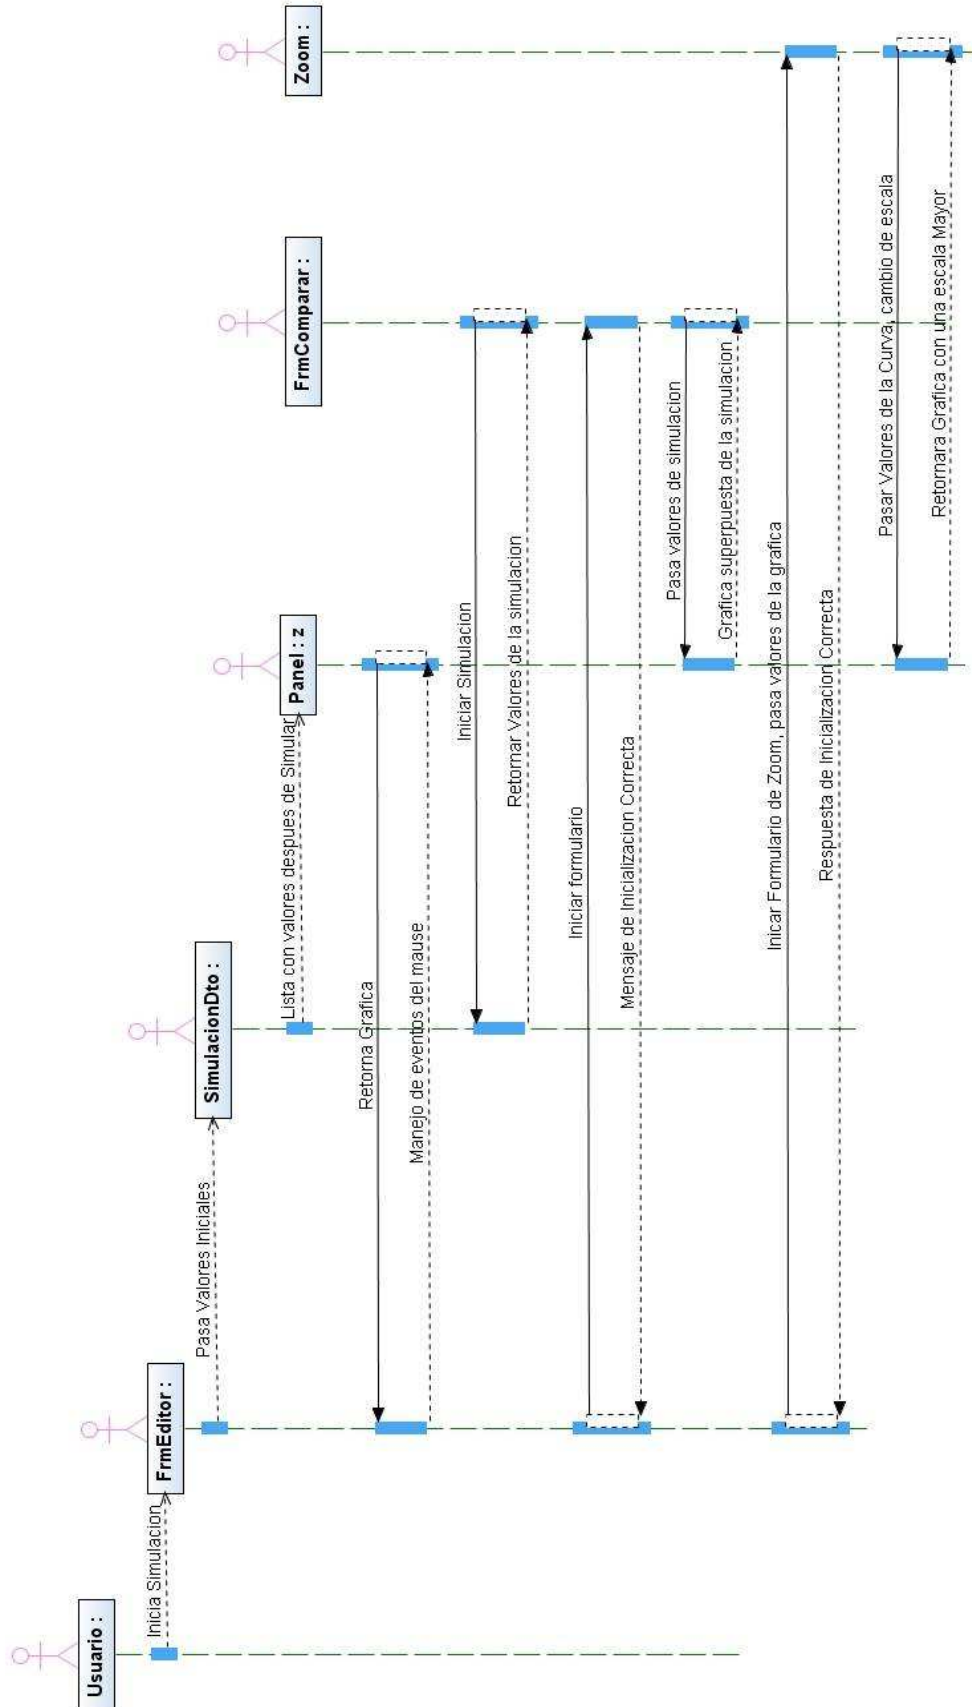 Usuario :
Inicia Simulacion
FrmEditor :
Pasa Valores Iniciales
SimulacionDto :
Lista con valores despues de Simular
Panel : z
FrmComparar :
Zoom :
Retorna Grafica
Manejo de eventos del mause
Iniciar Simulacion
Retornar Valores de la simulacion
Iniciar formulario
Mensaje de Inicializacion Correcta
Pasa valores de simulacion
Grafica superpuesta de la simulacion
Inicar Formulario de Zoom, pasa valores de la grafica
Respuesta de Inicializacion Correcta
Pasar Valores de la Curva, cambio de escala
Retornara Grafica con una escala Mayor